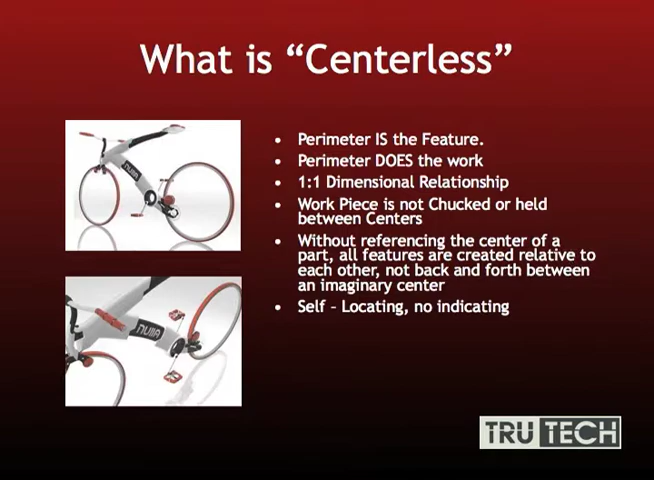 What is “Centerless”
• Perimeter IS the Feature.
• Perimeter DOES the work
• 1:1 Dimensional Relationship
• Work Piece is not Chucked or held
between Centers
• Without referencing the center of a
part, all features are created relative to
each other, not back and forth between
an imaginary center
• Self – Locating, no indicating
NULLA
NULLA
TRU TECH